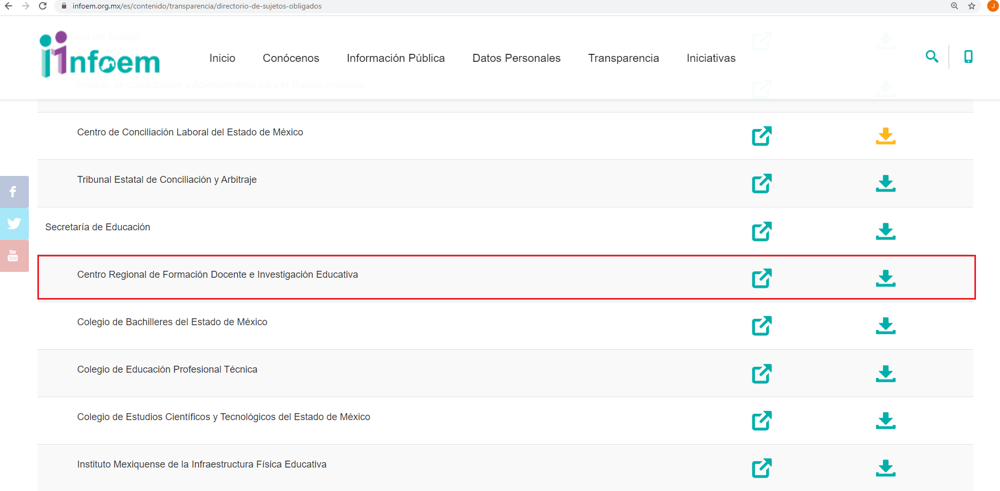 infoem.org.mx/es/contenido/transparencia/directorio-de-sujetos-obligados
J
taría del Trabajo
infoem
Inicio
Conócenos
Información Pública
Datos Personales
Transparencia
Iniciativas
Instituto de Capacitación y Adiestramiento para el Trabajo Industrial
Centro de Conciliación Laboral del Estado de México
Tribunal Estatal de Conciliación y Arbitraje
f
Secretaría de Educación
You
Tube
Centro Regional de Formación Docente e Investigación Educativa
Colegio de Bachilleres del Estado de México
Colegio de Educación Profesional Técnica
Colegio de Estudios Científicos y Tecnológicos del Estado de México
Instituto Mexiquense de la Infraestructura Física Educativa